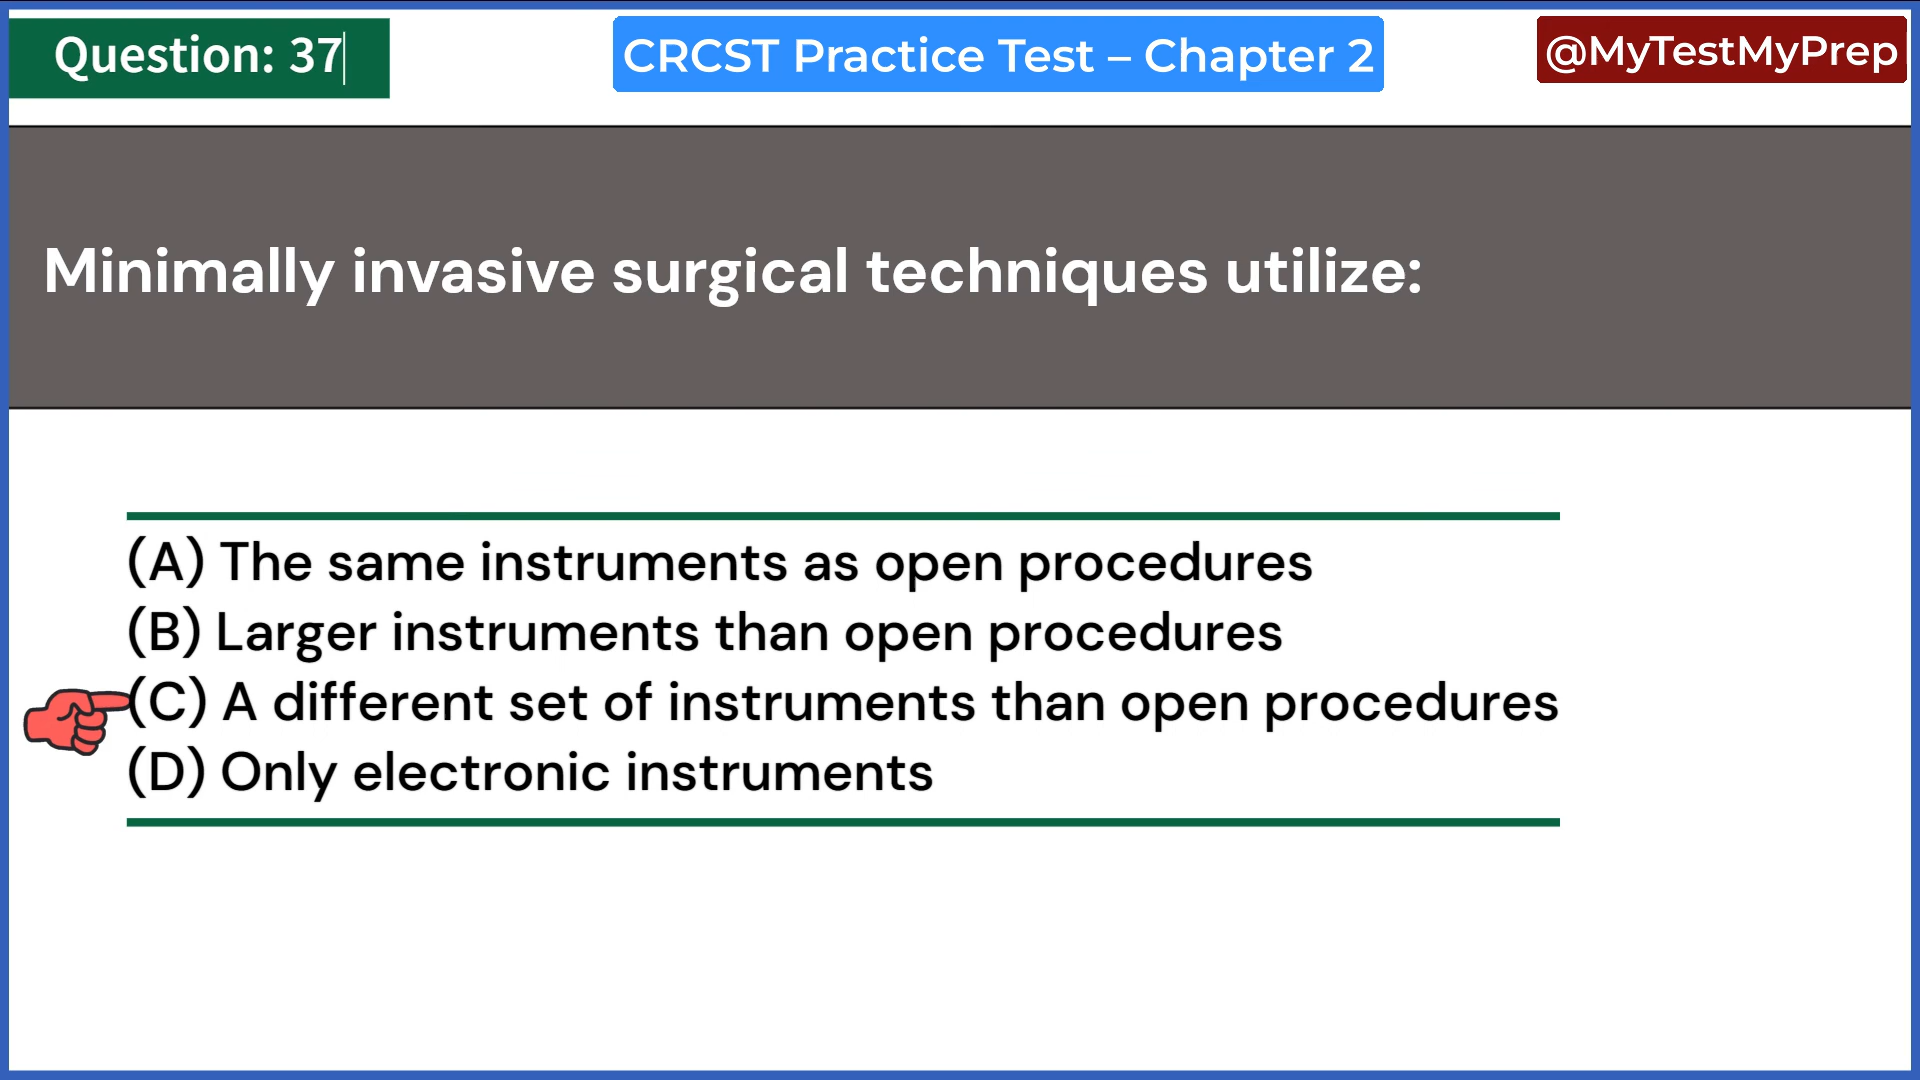 Question: 37
CRCST Practice Test – Chapter 2
@MyTestMyPrep
Minimally invasive surgical techniques utilize:
(A) The same instruments as open procedures
(B) Larger instruments than open procedures
(C) A different set of instruments than open procedures
(D) Only electronic instruments